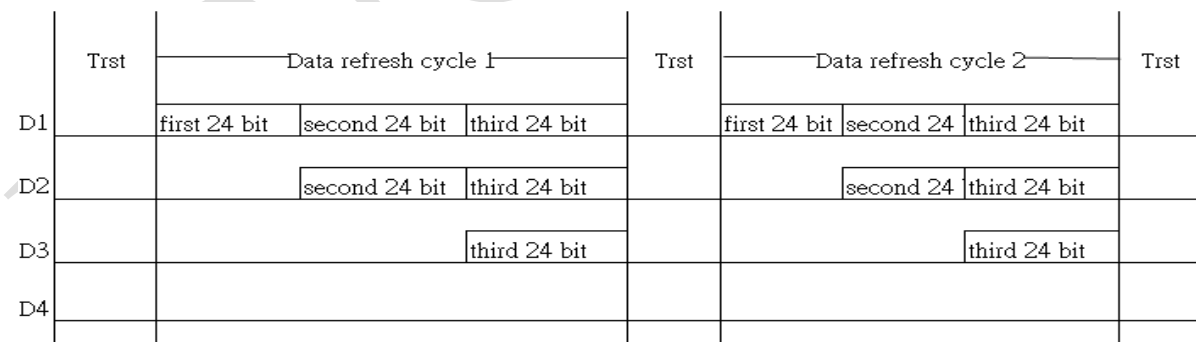 Trst Data refresh cycle 1 Trst Data refresh cycle 2 Trst
D1 first 24 bit second 24 bit third 24 bit first 24 bit second 24 third 24 bit
D2 second 24 bit third 24 bit second 24 third 24 bit
D3 third 24 bit third 24 bit
D4